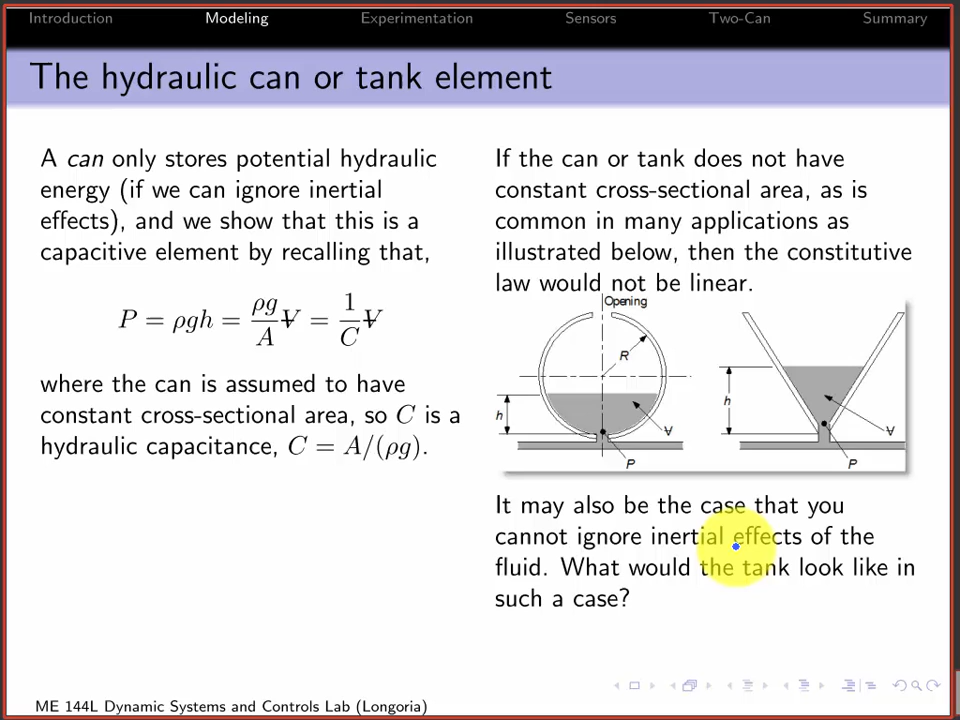 Introduction Modeling Experimentation Sensors Two-Can Summary
The hydraulic can or tank element
A can only stores potential hydraulic
energy (if we can ignore inertial
effects), and we show that this is a
capacitive element by recalling that,
P = ρgh = ρg/A V̶ = 1/C V̶
where the can is assumed to have
constant cross-sectional area, so C is a
hydraulic capacitance, C = A/(ρg).
If the can or tank does not have
constant cross-sectional area, as is
common in many applications as
illustrated below, then the constitutive
law would not be linear.
Opening
R
h
V̶
P
h
V̶
P
It may also be the case that you
cannot ignore inertial effects of the
fluid. What would the tank look like in
such a case?
ME 144L Dynamic Systems and Controls Lab (Longoria)